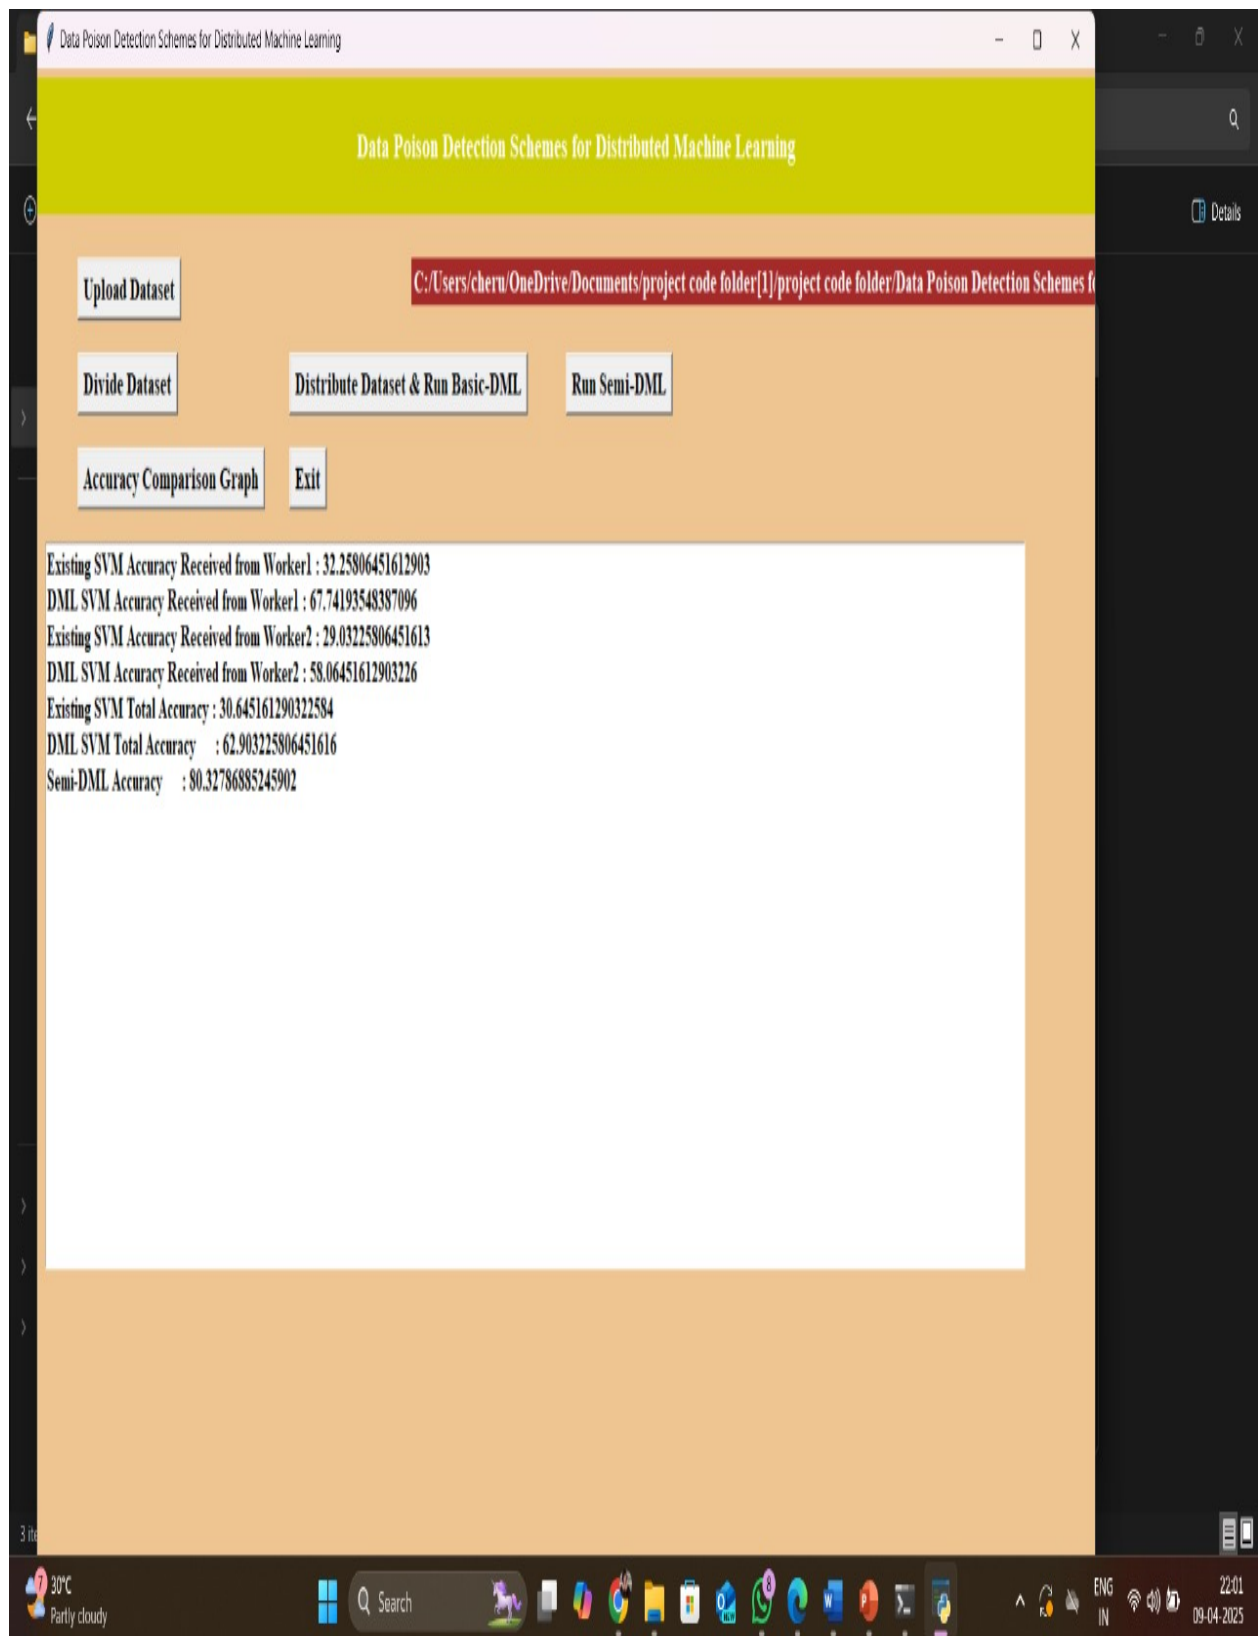 Data Poison Detection Schemes for Distributed Machine Learning
Data Poison Detection Schemes for Distributed Machine Learning
Details
Upload Dataset
C:/Users/cheru/OneDrive/Documents/project code folder[1]/project code folder/Data Poison Detection Schemes
Divide Dataset
Distribute Dataset & Run Basic-DML
Run Semi-DML
Accuracy Comparison Graph
Exit
Existing SVM Accuracy Received from Worker1 : 32.25806451612903
DML SVM Accuracy Received from Worker1 : 67.74193548387096
Existing SVM Accuracy Received from Worker2 : 29.03225806451613
DML SVM Accuracy Received from Worker2 : 58.06451612903226
Existing SVM Total Accuracy : 30.645161290322584
DML SVM Total Accuracy : 62.903225806451616
Semi-DML Accuracy : 80.32786885245902
3 ite
7
30°C
Partly cloudy
Search
NEW
8
ENG
IN
22:01
09-04-2025